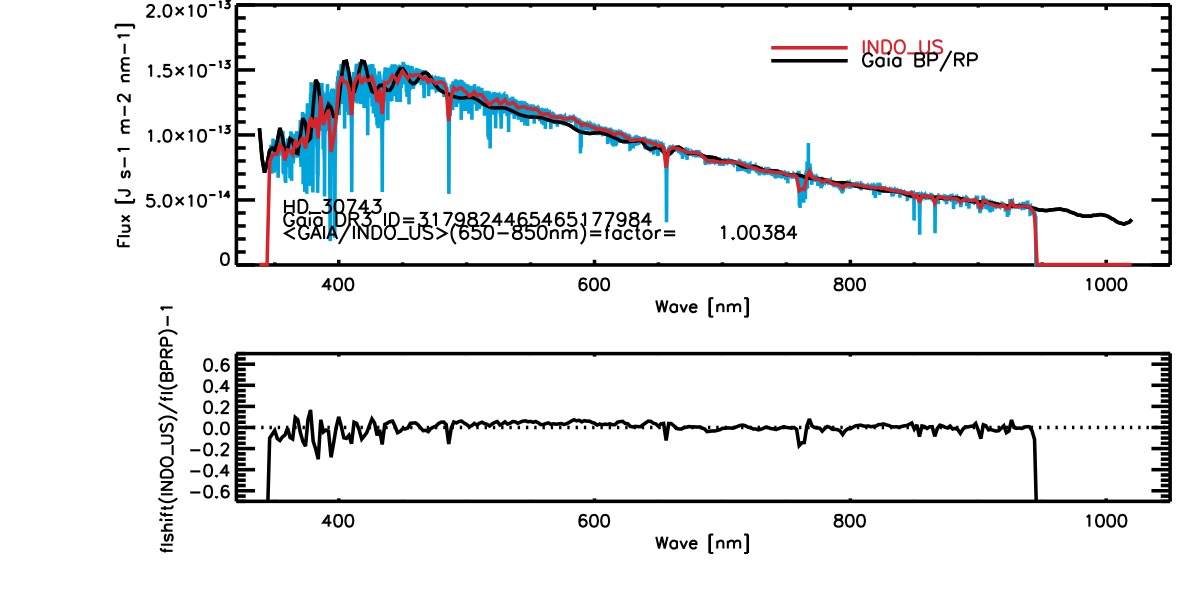 2.0×10−13
1.5×10−13
1.0×10−13
5.0×10−14
0
Flux [J s−1 m−2 nm−1]
INDO_US
Gaia BP/RP
HD_30743
Gaia DR3 ID=3179824465465177984
<GAIA/INDO_US>(650−850nm)=factor= 1.00384
400 600 800 1000
Wave [nm]
flshift(INDO_US)/fl(BPRP)−1
0.6
0.4
0.2
0.0
−0.2
−0.4
−0.6
400 600 800 1000
Wave [nm]